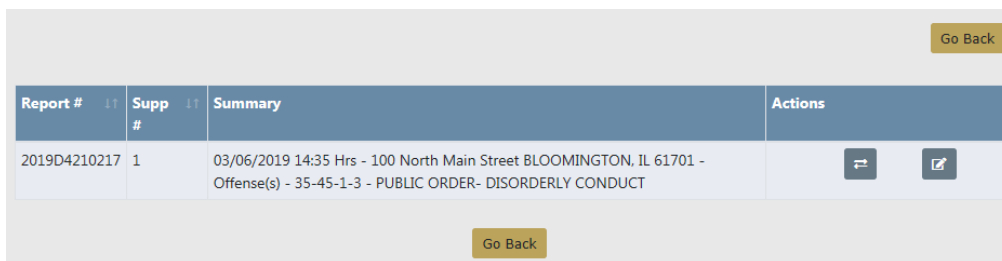 Go Back
Report # Supp # Summary Actions
2019D4210217 1 03/06/2019 14:35 Hrs - 100 North Main Street BLOOMINGTON, IL 61701 -
Offense(s) - 35-45-1-3 - PUBLIC ORDER- DISORDERLY CONDUCT
Go Back